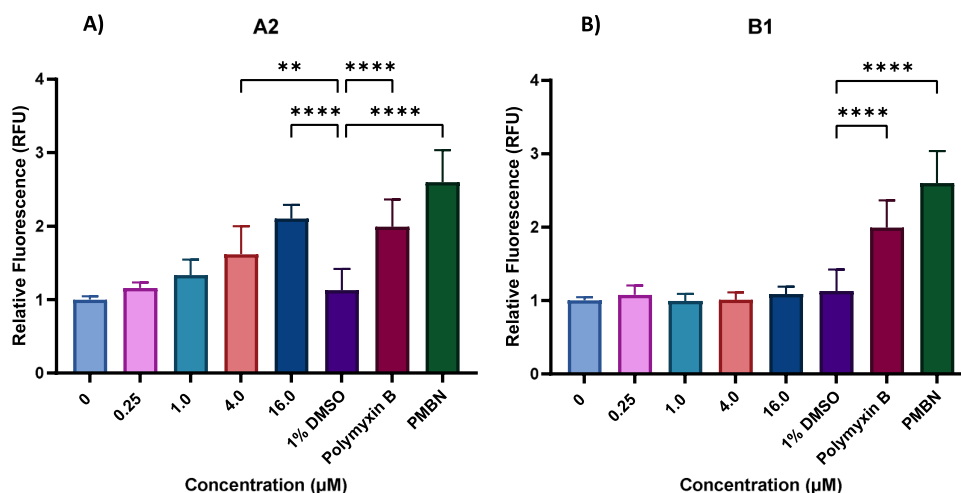 A)
A2
Relative Fluorescence (RFU)
4
3
2
1
0
** ****
**** ****
0
0.25
1.0
4.0
16.0
1% DMSO
Polymyxin B
PMBN
Concentration (µM)
B)
B1
Relative Fluorescence (RFU)
4
3
2
1
0
****
****
0
0.25
1.0
4.0
16.0
1% DMSO
Polymyxin B
PMBN
Concentration (µM)